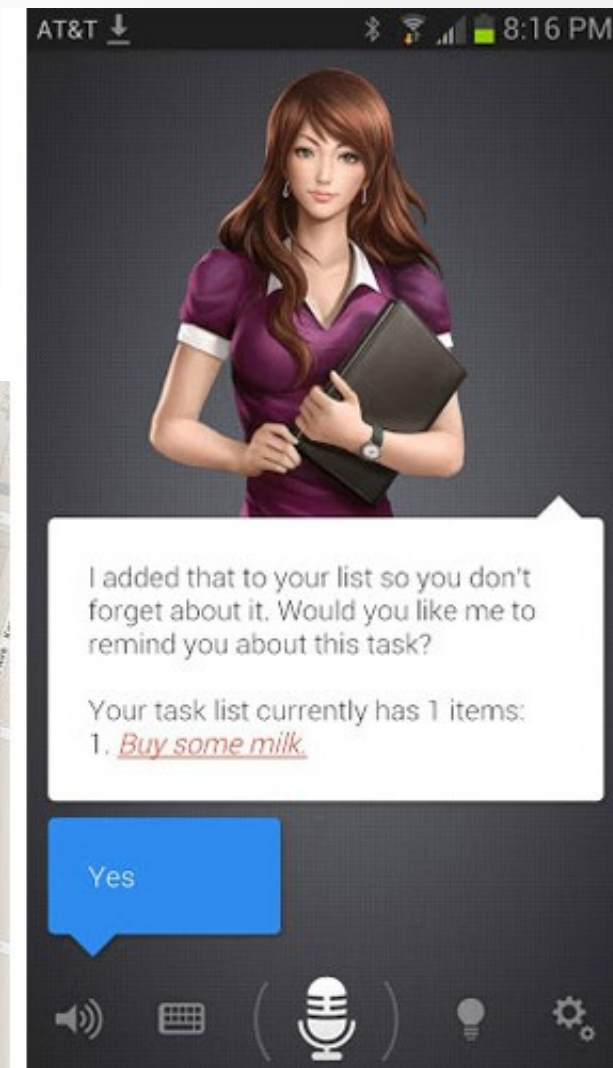 AT&T
8:16 PM
I added that to your list so you don't
forget about it. Would you like me to
remind you about this task?
Your task list currently has 1 items:
1. Buy some milk.
Yes